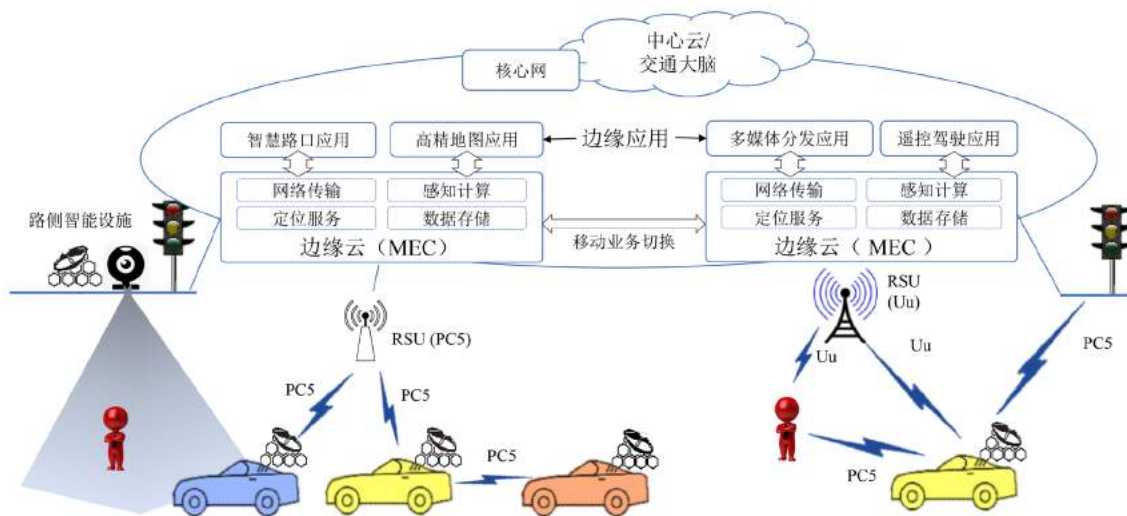 中心云/
交通大脑
核心网
智慧路口应用
高精地图应用
边缘应用
多媒体分发应用
遥控驾驶应用
网络传输
感知计算
定位服务
数据存储
边缘云（MEC）
移动业务切换
网络传输
感知计算
定位服务
数据存储
边缘云（MEC）
路侧智能设施
RSU (PC5)
RSU
(Uu)
Uu
Uu
PC5
PC5
PC5
PC5
PC5